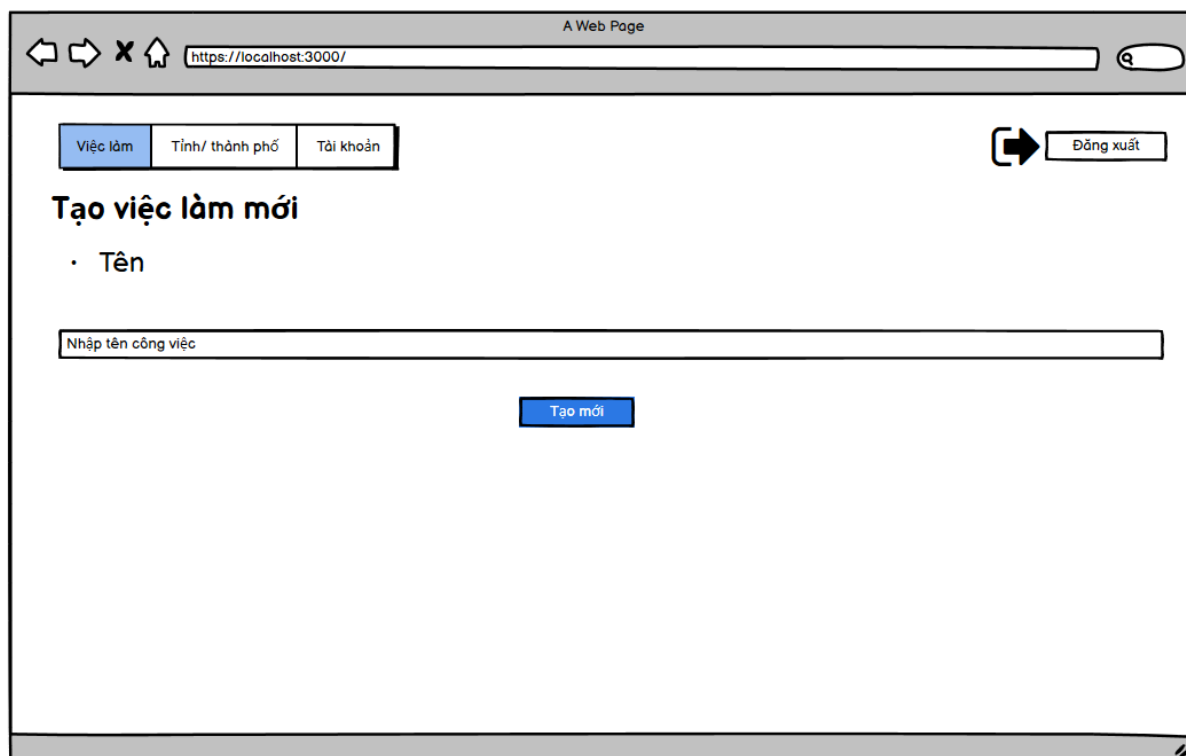 A Web Page
https://localhost:3000/
Việc làm Tỉnh/ thành phố Tài khoản Đăng xuất
Tạo việc làm mới
· Tên
Nhập tên công việc
Tạo mới